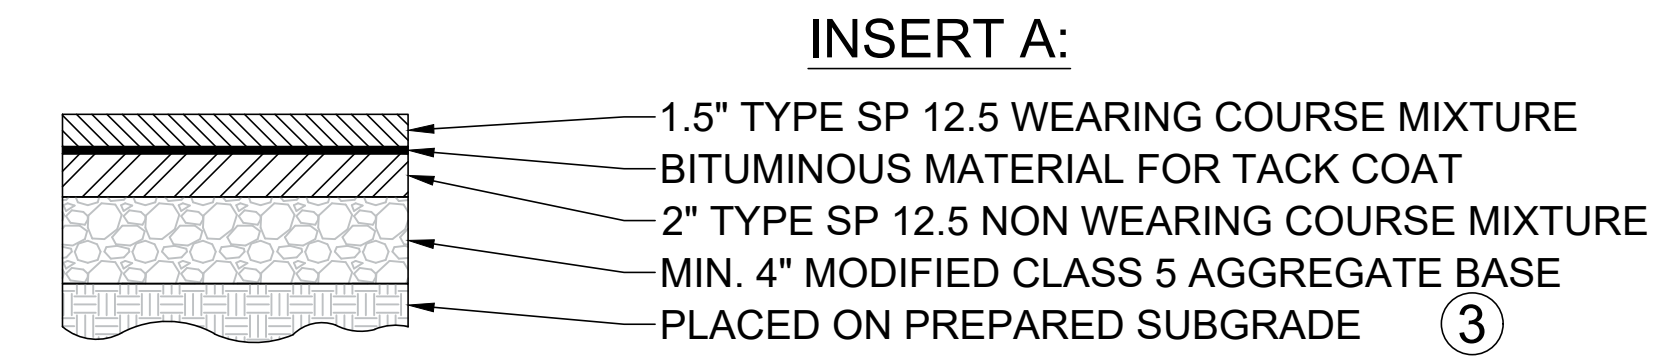 INSERT A:
1.5" TYPE SP 12.5 WEARING COURSE MIXTURE
BITUMINOUS MATERIAL FOR TACK COAT
2" TYPE SP 12.5 NON WEARING COURSE MIXTURE
MIN. 4" MODIFIED CLASS 5 AGGREGATE BASE
PLACED ON PREPARED SUBGRADE 3